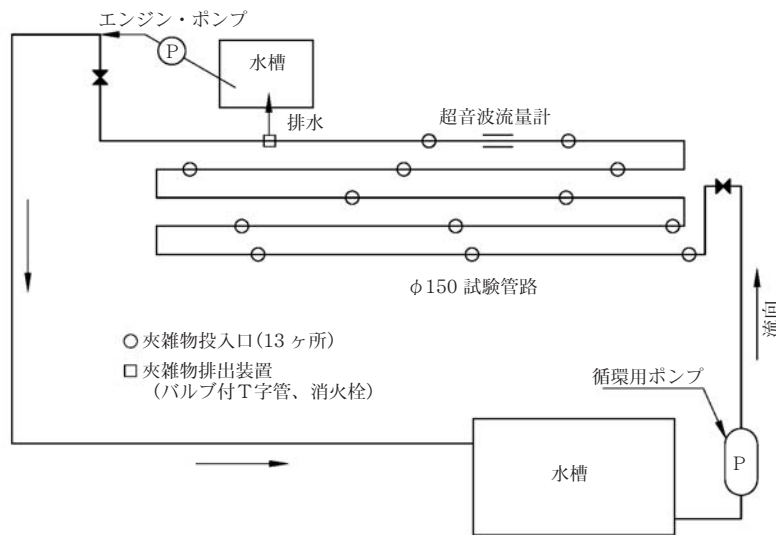 エンジン・ポンプ
P
水槽
排水
超音波流量計
φ150 試験管路
流向
○夾雑物投入口(13 ヶ所)
□夾雑物排出装置
(バルブ付T字管、消火栓)
循環用ポンプ
P
水槽